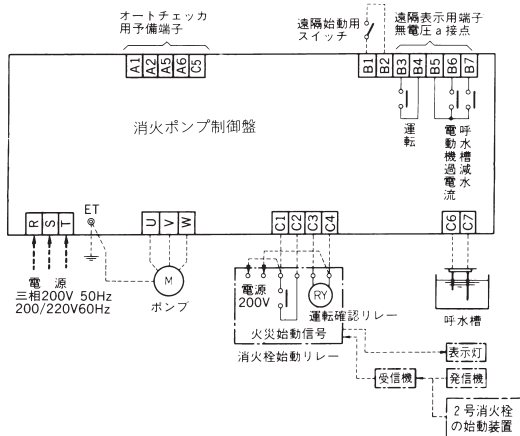 オートチェッカ
用予備端子
遠隔始動用
スイッチ
遠隔表示用端子
無電圧a接点
A1 A2 A5 A6 C5
B1 B2 B3 B4 B5 B6 B7
消火ポンプ制御盤
運転
電動機過電流
呼水槽減水
ET
R S T
U V W
C1 C2 C3 C4
C6 C7
電源
三相200V 50Hz
200/220V60Hz
M
ポンプ
電源
200V
RY
運転確認リレー
火災始動信号
消火栓始動リレー
呼水槽
表示灯
受信機
発信機
2号消火栓
の始動装置